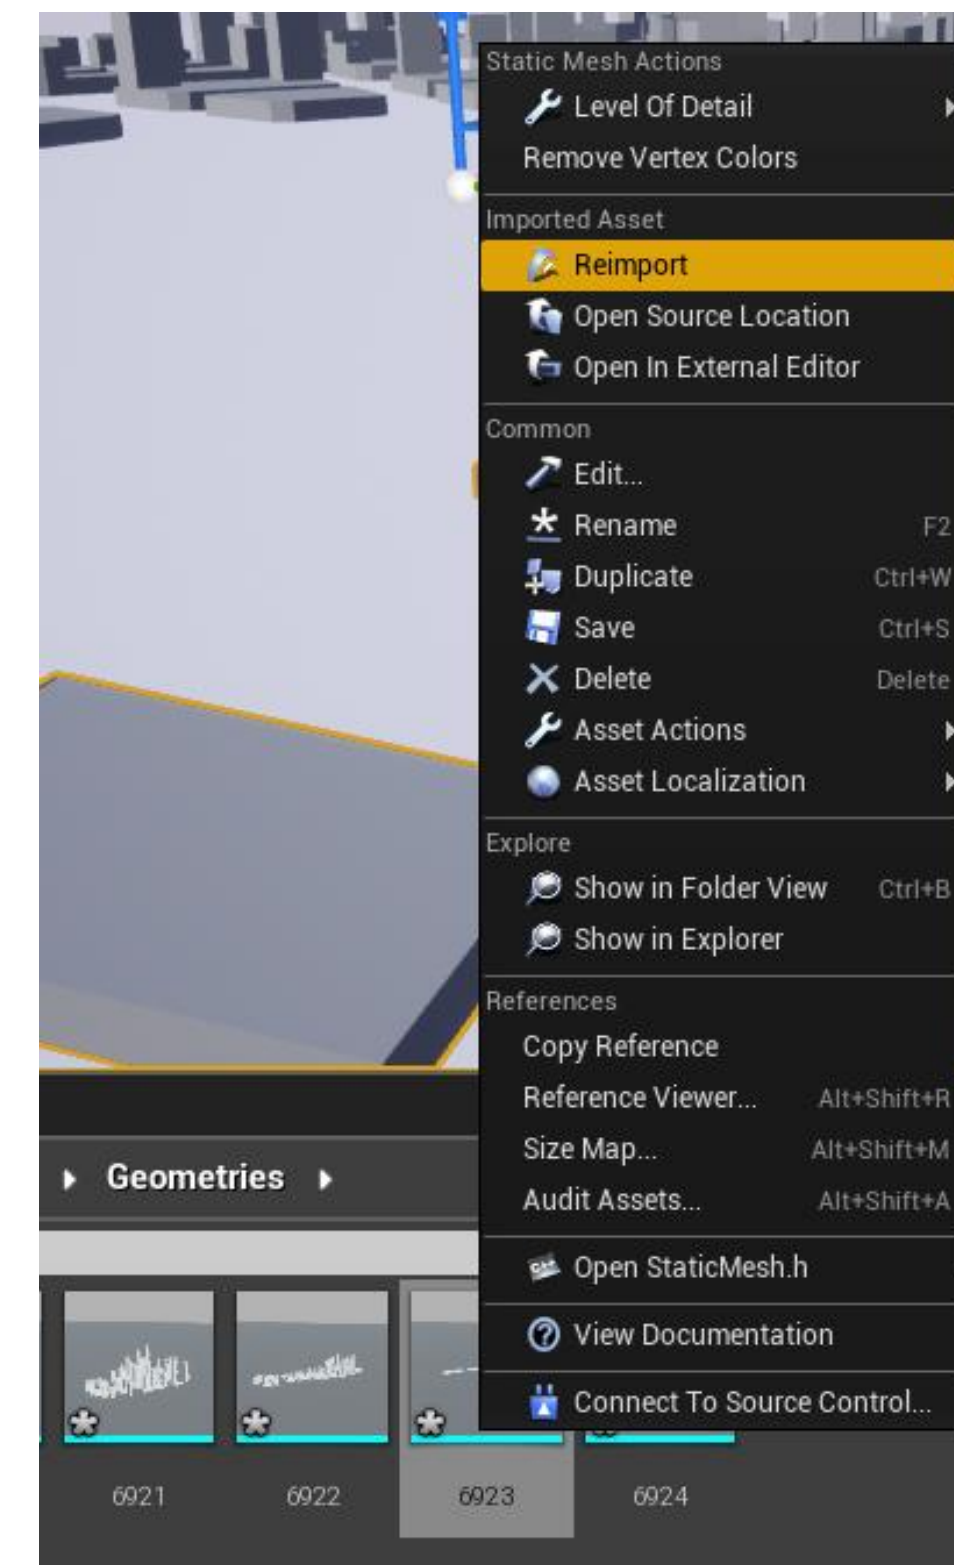 Static Mesh Actions
Level Of Detail
Remove Vertex Colors
Imported Asset
Reimport
Open Source Location
Open In External Editor
Common
Edit...
Rename F2
Duplicate Ctrl+W
Save Ctrl+S
Delete Delete
Asset Actions
Asset Localization
Explore
Show in Folder View Ctrl+B
Show in Explorer
References
Copy Reference
Reference Viewer... Alt+Shift+R
Size Map... Alt+Shift+M
Audit Assets... Alt+Shift+A
Geometries
Open StaticMesh.h
View Documentation
Connect To Source Control...
6921 6922 6923 6924